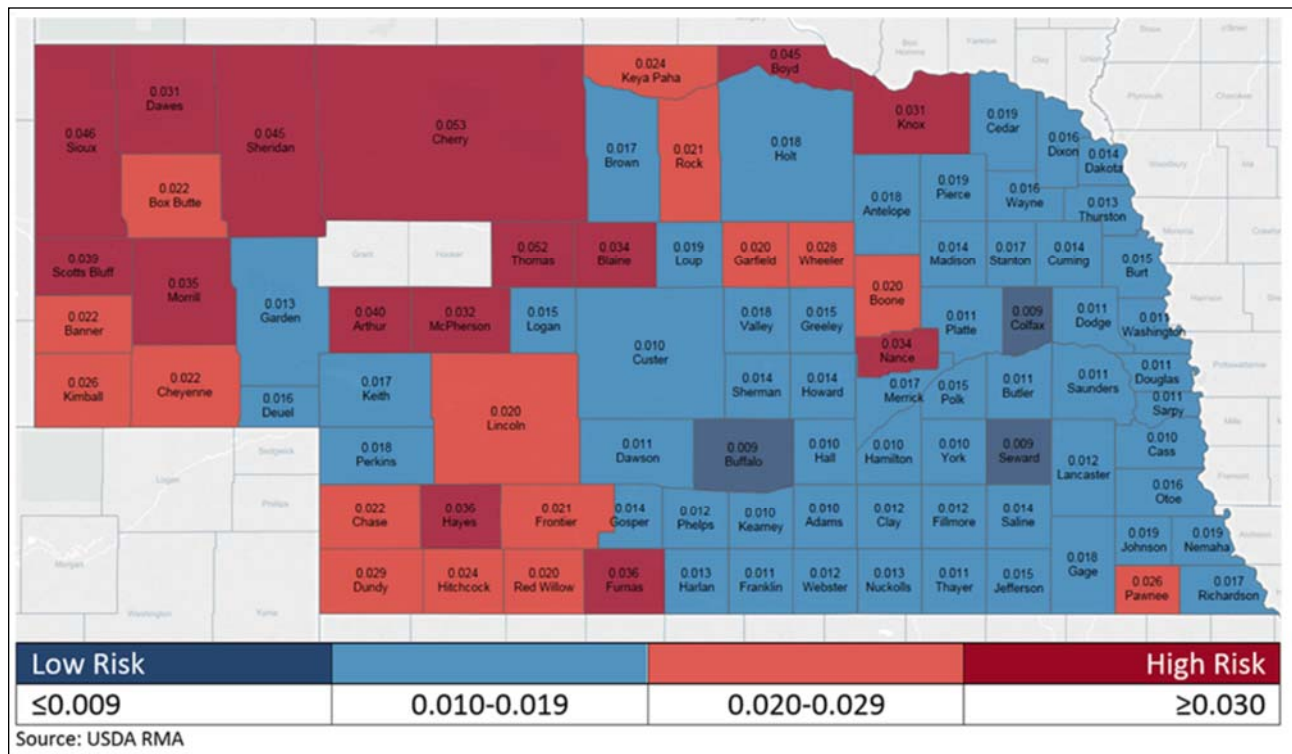 0.024
Keya Paha
0.045
Boyd
0.046
Sioux
0.031
Dawes
0.045
Sheridan
0.053
Cherry
0.017
Brown
0.021
Rock
0.018
Holt
0.031
Knox
0.019
Cedar
0.016
Dixon
0.014
Dakota
0.022
Box Butte
0.018
Antelope
0.019
Pierce
0.016
Wayne
0.013
Thurston
0.039
Scotts Bluff
0.035
Morrill
0.013
Garden
Grant
Hooker
0.052
Thomas
0.034
Blaine
0.019
Loup
0.020
Garfield
0.028
Wheeler
0.020
Boone
0.014
Madison
0.017
Stanton
0.014
Cuming
0.015
Burt
0.022
Banner
0.040
Arthur
0.032
McPherson
0.015
Logan
0.010
Custer
0.018
Valley
0.015
Greeley
0.034
Nance
0.011
Platte
0.009
Colfax
0.011
Dodge
0.011
Washington
0.026
Kimball
0.022
Cheyenne
0.016
Deuel
0.017
Keith
0.020
Lincoln
0.014
Sherman
0.014
Howard
0.017
Merrick
0.015
Polk
0.011
Butler
0.011
Saunders
0.011
Douglas
0.011
Sarpy
0.018
Perkins
0.011
Dawson
0.009
Buffalo
0.010
Hall
0.010
Hamilton
0.010
York
0.009
Seward
0.012
Lancaster
0.010
Cass
0.016
Otoe
Sedgwick
Logan
Phelps
Morgan
Washington
Yuma
0.022
Chase
0.036
Hayes
0.021
Frontier
0.014
Gosper
0.012
Phelps
0.010
Kearney
0.010
Adams
0.012
Clay
0.012
Fillmore
0.014
Saline
0.018
Gage
0.019
Johnson
0.019
Nemaha
0.029
Dundy
0.024
Hitchcock
0.020
Red Willow
0.036
Furnas
0.013
Harlan
0.011
Franklin
0.012
Webster
0.013
Nuckolls
0.011
Thayer
0.015
Jefferson
0.026
Pawnee
0.017
Richardson
Low Risk High Risk
≤0.009 0.010-0.019 0.020-0.029 ≥0.030
Source: USDA RMA